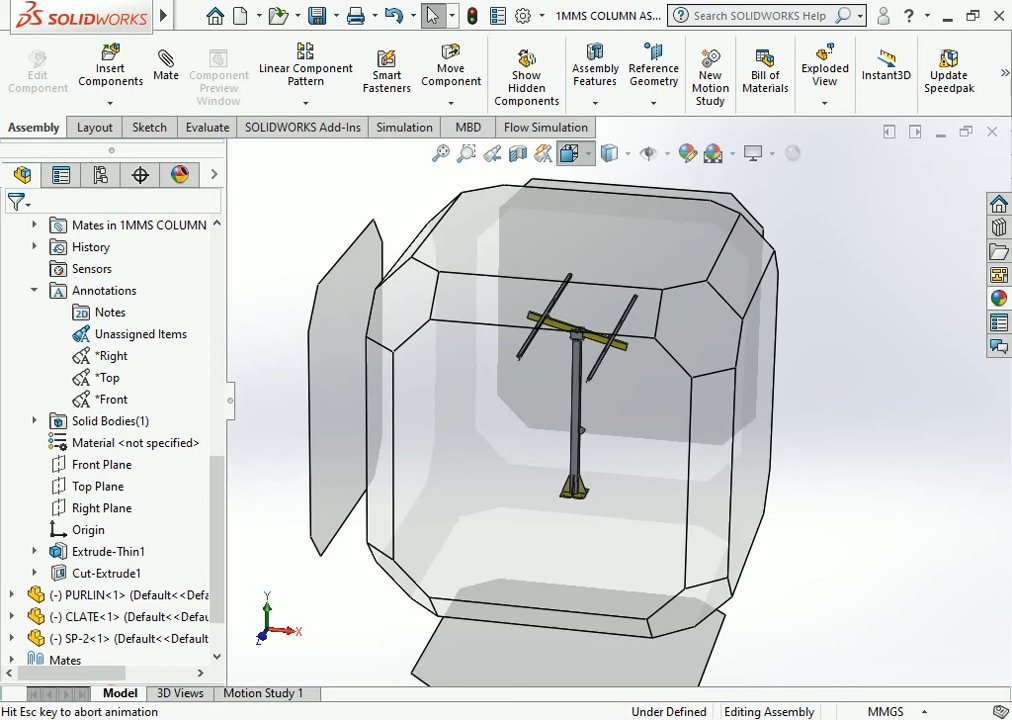 SOLIDWORKS
1MMS COLUMN AS...
Search SOLIDWORKS Help
?
Edit Component
Insert Components
Mate
Component Preview Window
Linear Component Pattern
Smart Fasteners
Move Component
Show Hidden Components
Assembly Features
Reference Geometry
New Motion Study
Bill of Materials
Exploded View
Instant3D
Update Speedpak
Assembly
Layout
Sketch
Evaluate
SOLIDWORKS Add-Ins
Simulation
MBD
Flow Simulation
Mates in 1MMS COLUMN
History
Sensors
Annotations
Notes
Unassigned Items
*Right
*Top
*Front
Solid Bodies(1)
Material <not specified>
Front Plane
Top Plane
Right Plane
Origin
Extrude-Thin1
Cut-Extrude1
(-) PURLIN<1> (Default<<Defa
(-) CLATE<1> (Default<<Default
(-) SP-2<1> (Default<<Default
Mates
Y
X
Z
Model
3D Views
Motion Study 1
Hit Esc key to abort animation
Under Defined
Editing Assembly
MMGS